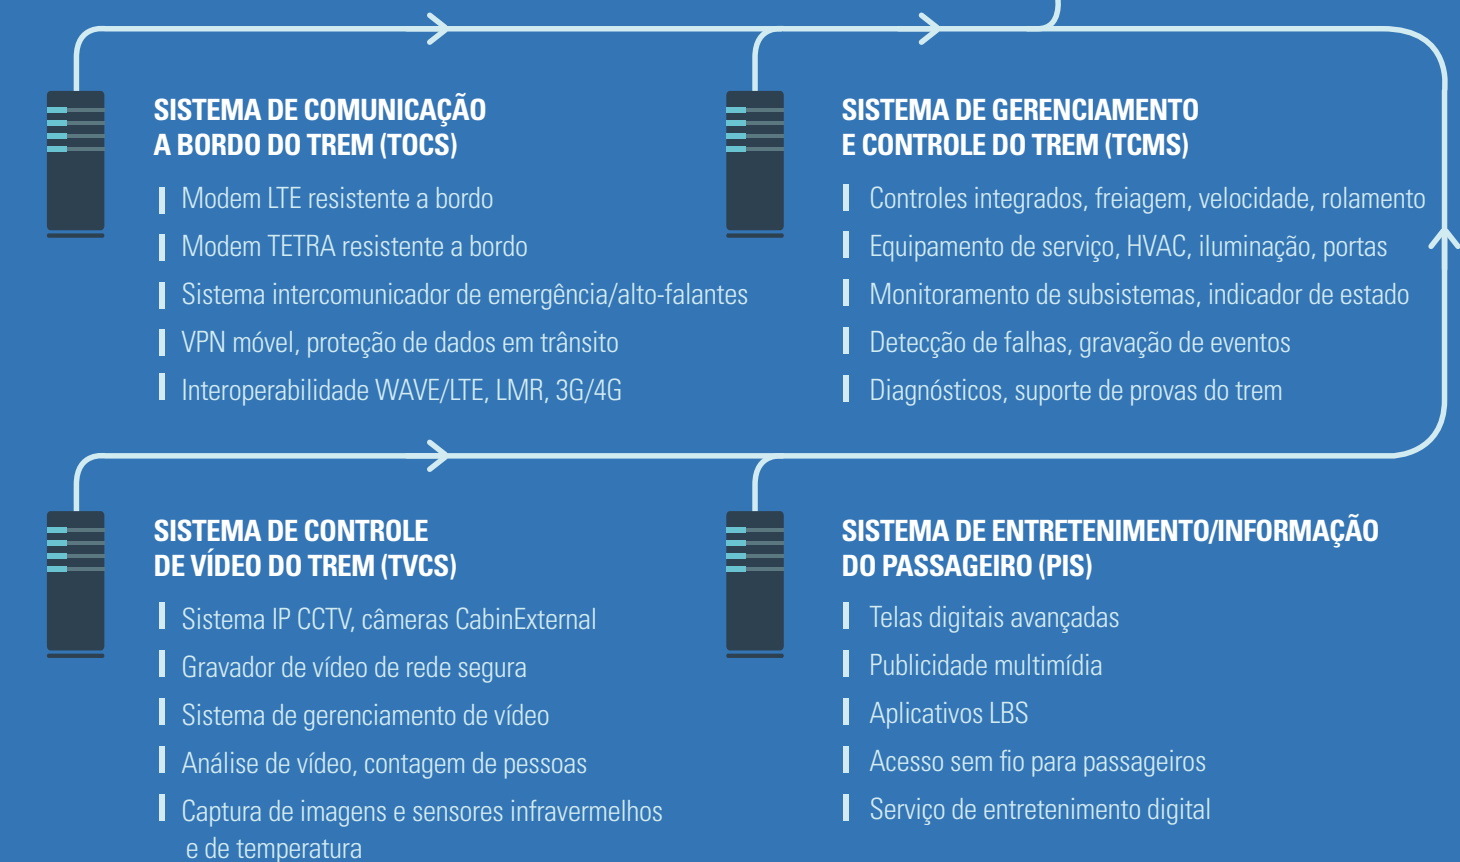 SISTEMA DE COMUNICAÇÃO
A BORDO DO TREM (TOCS)
Modem LTE resistente a bordo
Modem TETRA resistente a bordo
Sistema intercomunicador de emergência/alto-falantes
VPN móvel, proteção de dados em trânsito
Interoperabilidade WAVE/LTE, LMR, 3G/4G
SISTEMA DE GERENCIAMENTO
E CONTROLE DO TREM (TCMS)
Controles integrados, freiagem, velocidade, rolamento
Equipamento de serviço, HVAC, iluminação, portas
Monitoramento de subsistemas, indicador de estado
Detecção de falhas, gravação de eventos
Diagnósticos, suporte de provas do trem
SISTEMA DE CONTROLE
DE VÍDEO DO TREM (TVCS)
Sistema IP CCTV, câmeras CabinExternal
Gravador de vídeo de rede segura
Sistema de gerenciamento de vídeo
Análise de vídeo, contagem de pessoas
Captura de imagens e sensores infravermelhos
e de temperatura
SISTEMA DE ENTRETENIMENTO/INFORMAÇÃO
DO PASSAGEIRO (PIS)
Telas digitais avançadas
Publicidade multimídia
Aplicativos LBS
Acesso sem fio para passageiros
Serviço de entretenimento digital